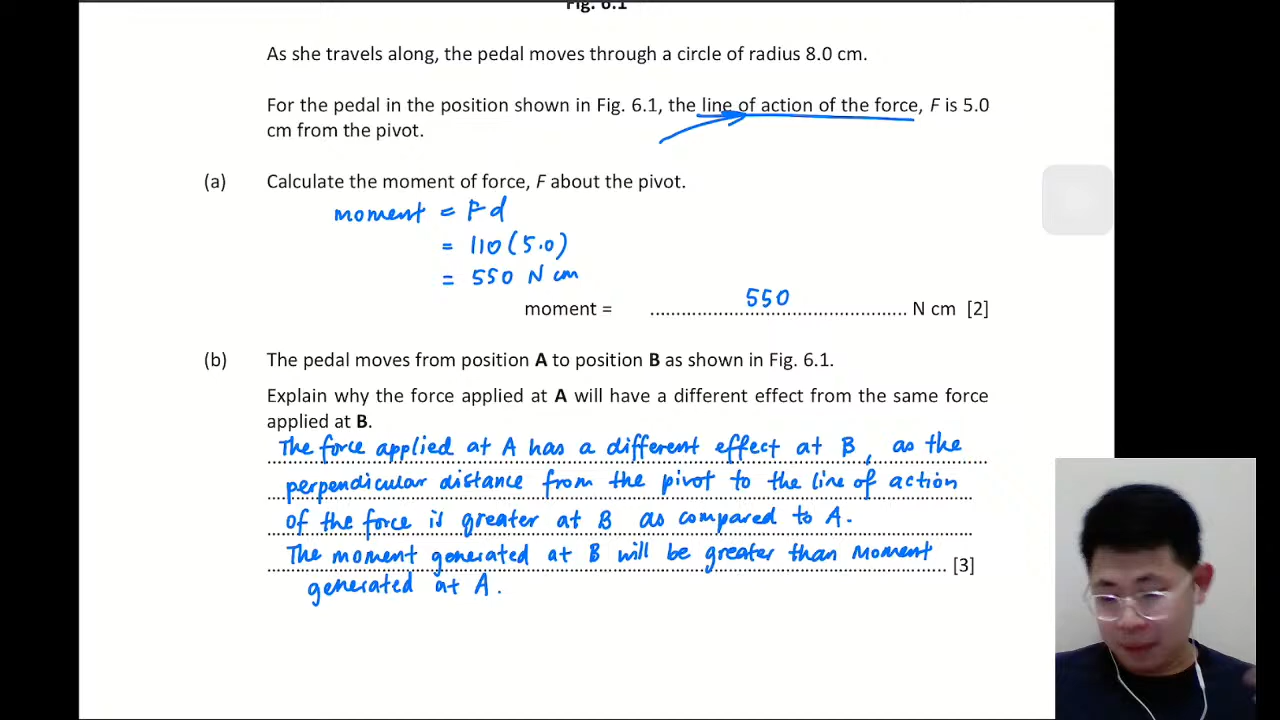 Fig. 6.1
As she travels along, the pedal moves through a circle of radius 8.0 cm.
For the pedal in the position shown in Fig. 6.1, the line of action of the force, F is 5.0
cm from the pivot.
(a) Calculate the moment of force, F about the pivot.
moment = Fd
= 110 (5.0)
= 550 N cm
moment = 550 N cm [2]
(b) The pedal moves from position A to position B as shown in Fig. 6.1.
Explain why the force applied at A will have a different effect from the same force
applied at B.
The force applied at A has a different effect at B, as the
perpendicular distance from the pivot to the line of action
of the force is greater at B as compared to A.
The moment generated at B will be greater than moment [3]
generated at A.